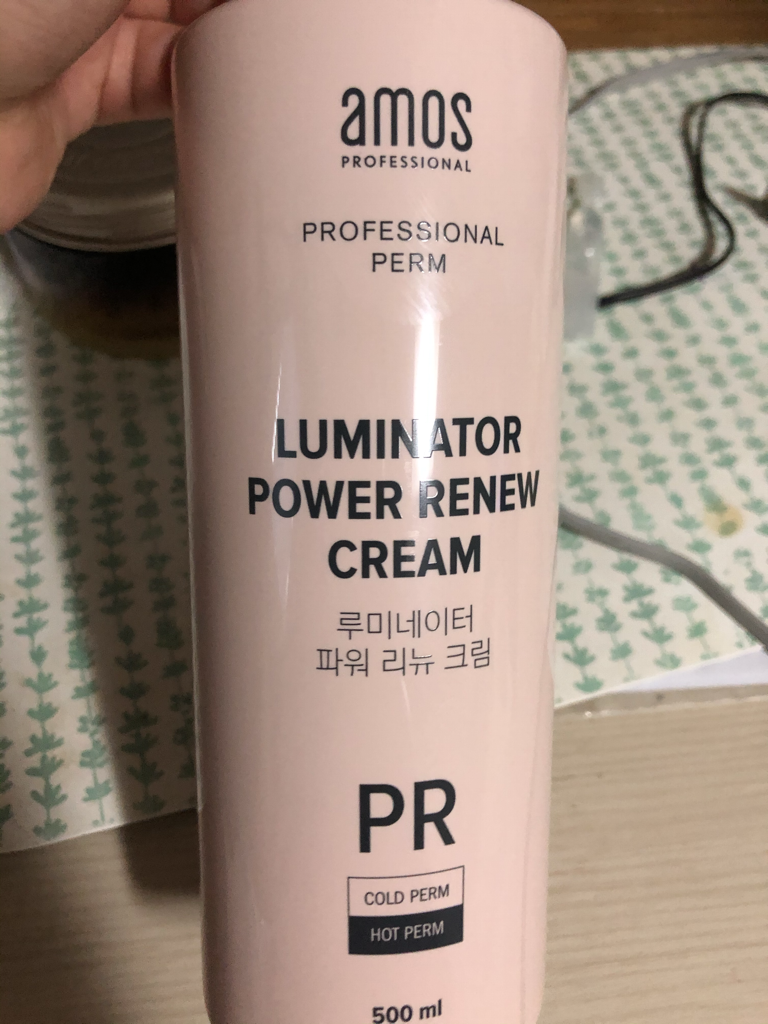 amos
PROFESSIONAL
PROFESSIONAL
PERM
LUMINATOR
POWER RENEW
CREAM
루미네이터
파워 리뉴 크림
PR
COLD PERM
HOT PERM
500 ml